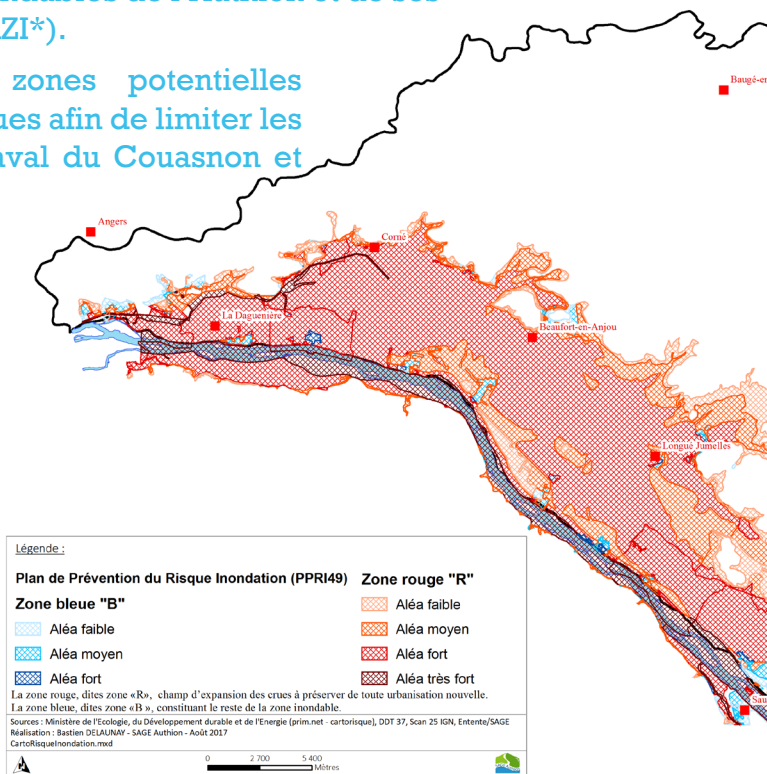 ZI*).
zones potentielles
ues afin de limiter les
aval du Couasnon et
Baugé-en
Angers
Corné
La Daguenière
Beaufort-en-Anjou
Longué Jumelles
Sau
Légende :
Plan de Prévention du Risque Inondation (PPRI49) Zone rouge "R"
Zone bleue "B"
Aléa faible
Aléa faible
Aléa moyen
Aléa moyen
Aléa fort
Aléa fort
Aléa très fort
La zone rouge, dites zone «R», champ d'expansion des crues à préserver de toute urbanisation nouvelle.
La zone bleue, dites zone «B », constituant le reste de la zone inondable.
Sources : Ministère de l'Ecologie, du Développement durable et de l'Energie (prim.net - cartorisque), DDT 37, Scan 25 IGN, Entente/SAGE
Réalisation : Bastien DELAUNAY - SAGE Authion - Août 2017
CartoRisqueInondation.mxd
0 2 700 5 400
Mètres